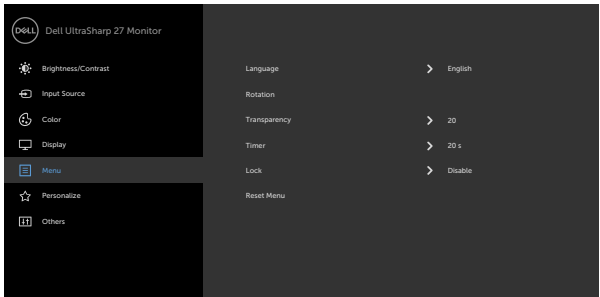 DELL Dell UltraSharp 27 Monitor
Brightness/Contrast
Input Source
Color
Display
Menu
Personalize
Others
Language English
Rotation
Transparency 20
Timer 20 s
Lock Disable
Reset Menu